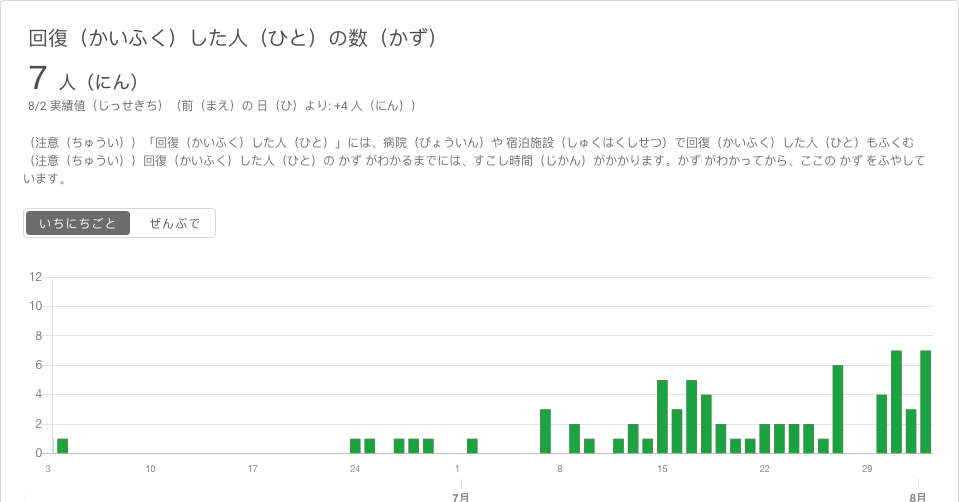 回復（かいふく）した人（ひと）の数（かず）
7 人（にん）
8/2 実績値（じっせきち）（前（まえ）の 日（ひ）より: +4 人（にん））
（注意（ちゅうい））「回復（かいふく）した人（ひと）」には、病院（びょういん）や 宿泊施設（しゅくはくしせつ）で回復（かいふく）した人（ひと）もふくむ
（注意（ちゅうい））回復（かいふく）した人（ひと）の かず がわかるまでには、すこし時間（じかん）がかかります。かず がわかってから、ここの かず をふやして
います。
いちにちごと ぜんぶで
12
10
8
6
4
2
0
3 10 17 24 1 8 15 22 29
7月 8月